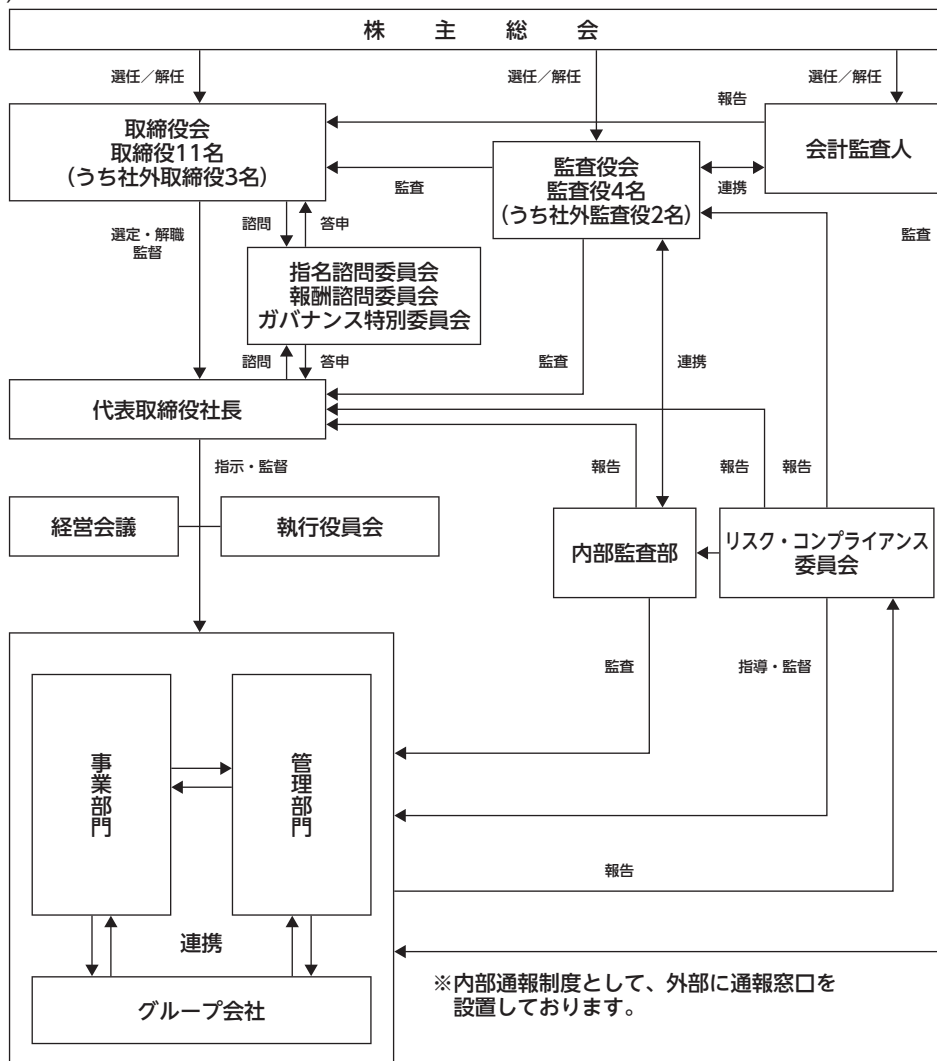 株主総会
選任／解任
選任／解任
選任／解任
報告
取締役会
取締役11名
（うち社外取締役3名）
監査役会
監査役4名
（うち社外監査役2名）
会計監査人
監査
連携
選定・解職
監督
諮問
答申
監査
指名諮問委員会
報酬諮問委員会
ガバナンス特別委員会
諮問
答申
監査
連携
代表取締役社長
指示・監督
報告
報告
報告
経営会議
執行役員会
内部監査部
リスク・コンプライアンス
委員会
監査
指導・監督
事業部門
管理部門
報告
連携
グループ会社
※内部通報制度として、外部に通報窓口を
設置しております。